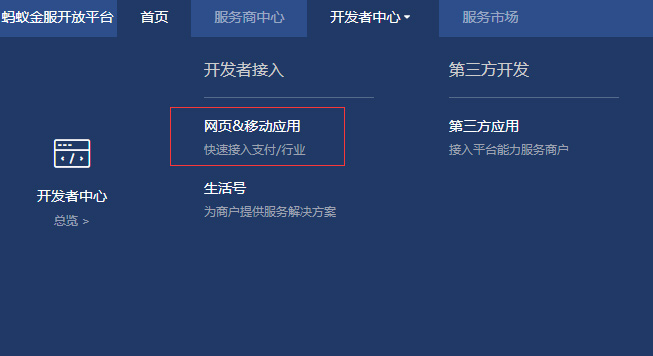 蚂蚁金服开放平台 首页 服务商中心 开发者中心 服务市场
开发者接入 第三方开发
网页&移动应用 第三方应用
快速接入支付/行业 接入平台能力服务商户
开发者中心
总览 >
生活号
为商户提供服务解决方案